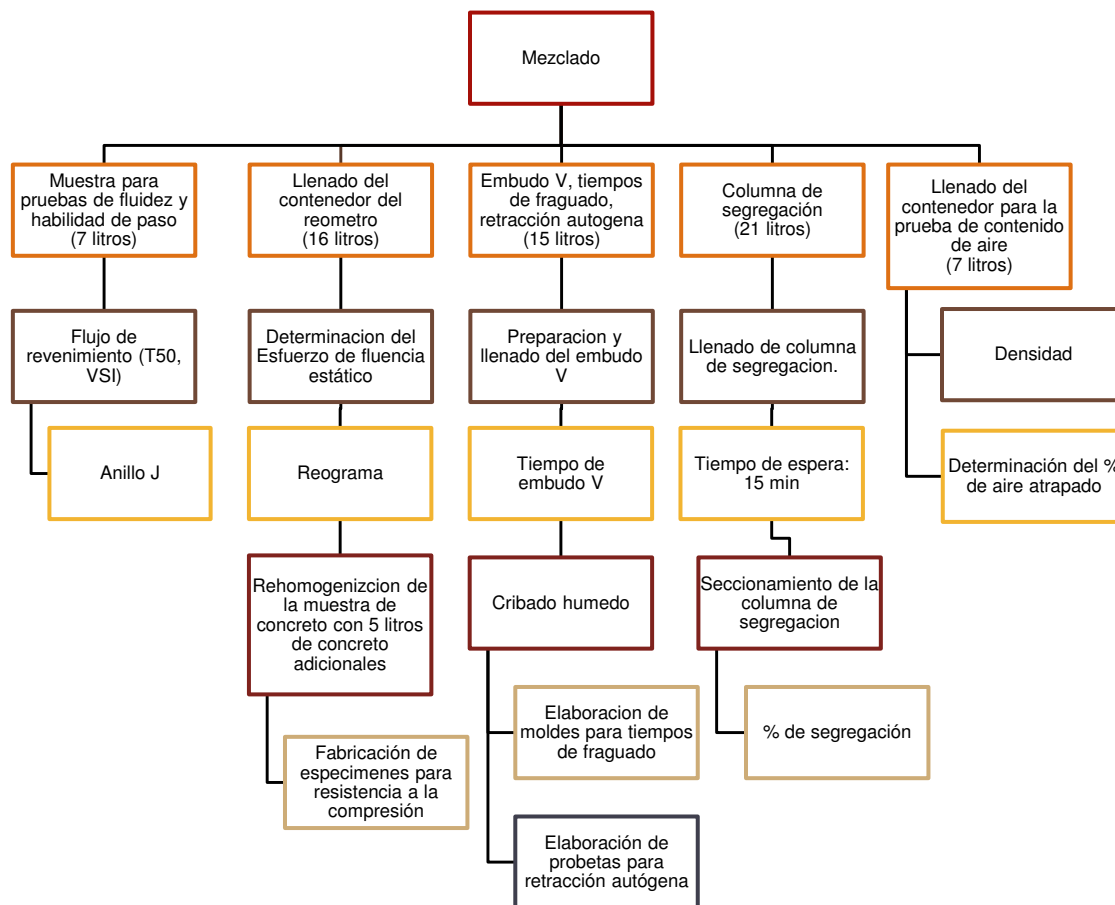 Mezclado
Muestra para
pruebas de fluidez y
habilidad de paso
(7 litros)
Llenado del
contenedor del
reometro
(16 litros)
Embudo V, tiempos
de fraguado,
retracción autogena
(15 litros)
Columna de
segregación
(21 litros)
Llenado del
contenedor para la
prueba de contenido
de aire
(7 litros)
Flujo de
revenimiento (T50,
VSI)
Determinacion del
Esfuerzo de fluencia
estático
Preparacion y
llenado del embudo
V
Llenado de columna
de segregacion.
Densidad
Anillo J
Reograma
Tiempo de
embudo V
Tiempo de espera:
15 min
Determinación del %
de aire atrapado
Rehomogenizcion de
la muestra de
concreto con 5 litros
de concreto
adicionales
Cribado humedo
Seccionamiento de la
columna de
segregacion
Fabricación de
especimenes para
resistencia a la
compresión
Elaboracion de
moldes para tiempos
de fraguado
% de segregación
Elaboración de
probetas para
retracción autógena